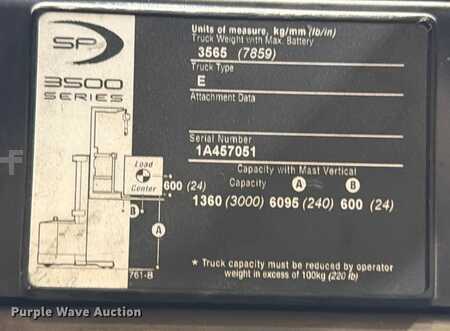 SP
3500
SERIES
Units of measure, kg/mm (lb/in)
Truck Weight with Max. Battery
3565 (7859)
Truck Type
E
Attachment Data
Serial Number
1A457051
Capacity with Mast Vertical
Capacity A B
1360 (3000) 6095 (240) 600 (24)
Load
Center
600 (24)
B
A
761-B
* Truck capacity must be reduced by operator
weight in excess of 100kg (220 lb)
Purple Wave Auction